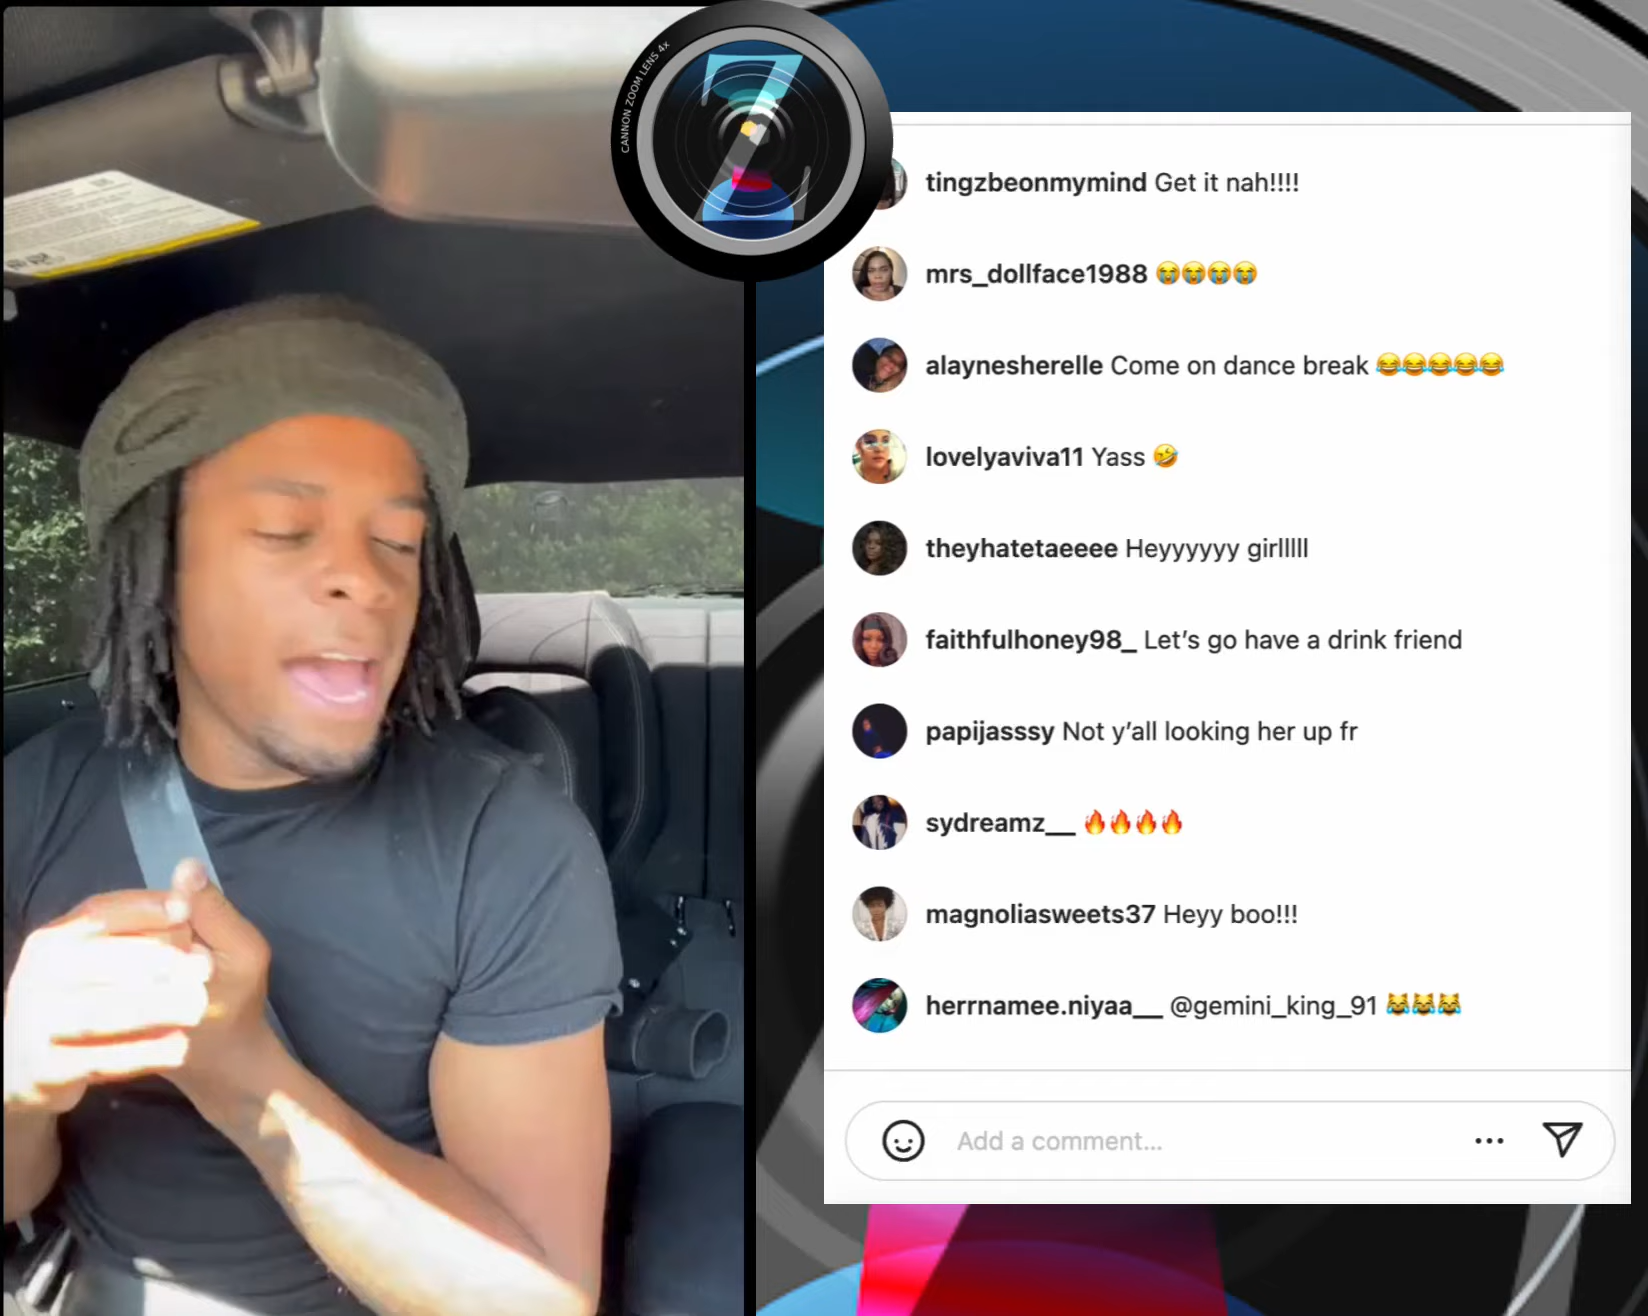 CANNON ZOOM LENS 4x
Z
tingzbeonmymind Get it nah!!!!
mrs_dollface1988 😭😭😭😭
alaynesherelle Come on dance break 😂😂😂😂😂
lovelyaviva11 Yass 🤣
theyhatetaeeee Heyyyyyy girlllll
faithfulhoney98_ Let’s go have a drink friend
papijasssy Not y’all looking her up fr
sydreamz__ 🔥🔥🔥🔥
magnoliasweets37 Heyy boo!!!
herrnamee.niyaa__ @gemini_king_91 😹😹😹
Add a comment...